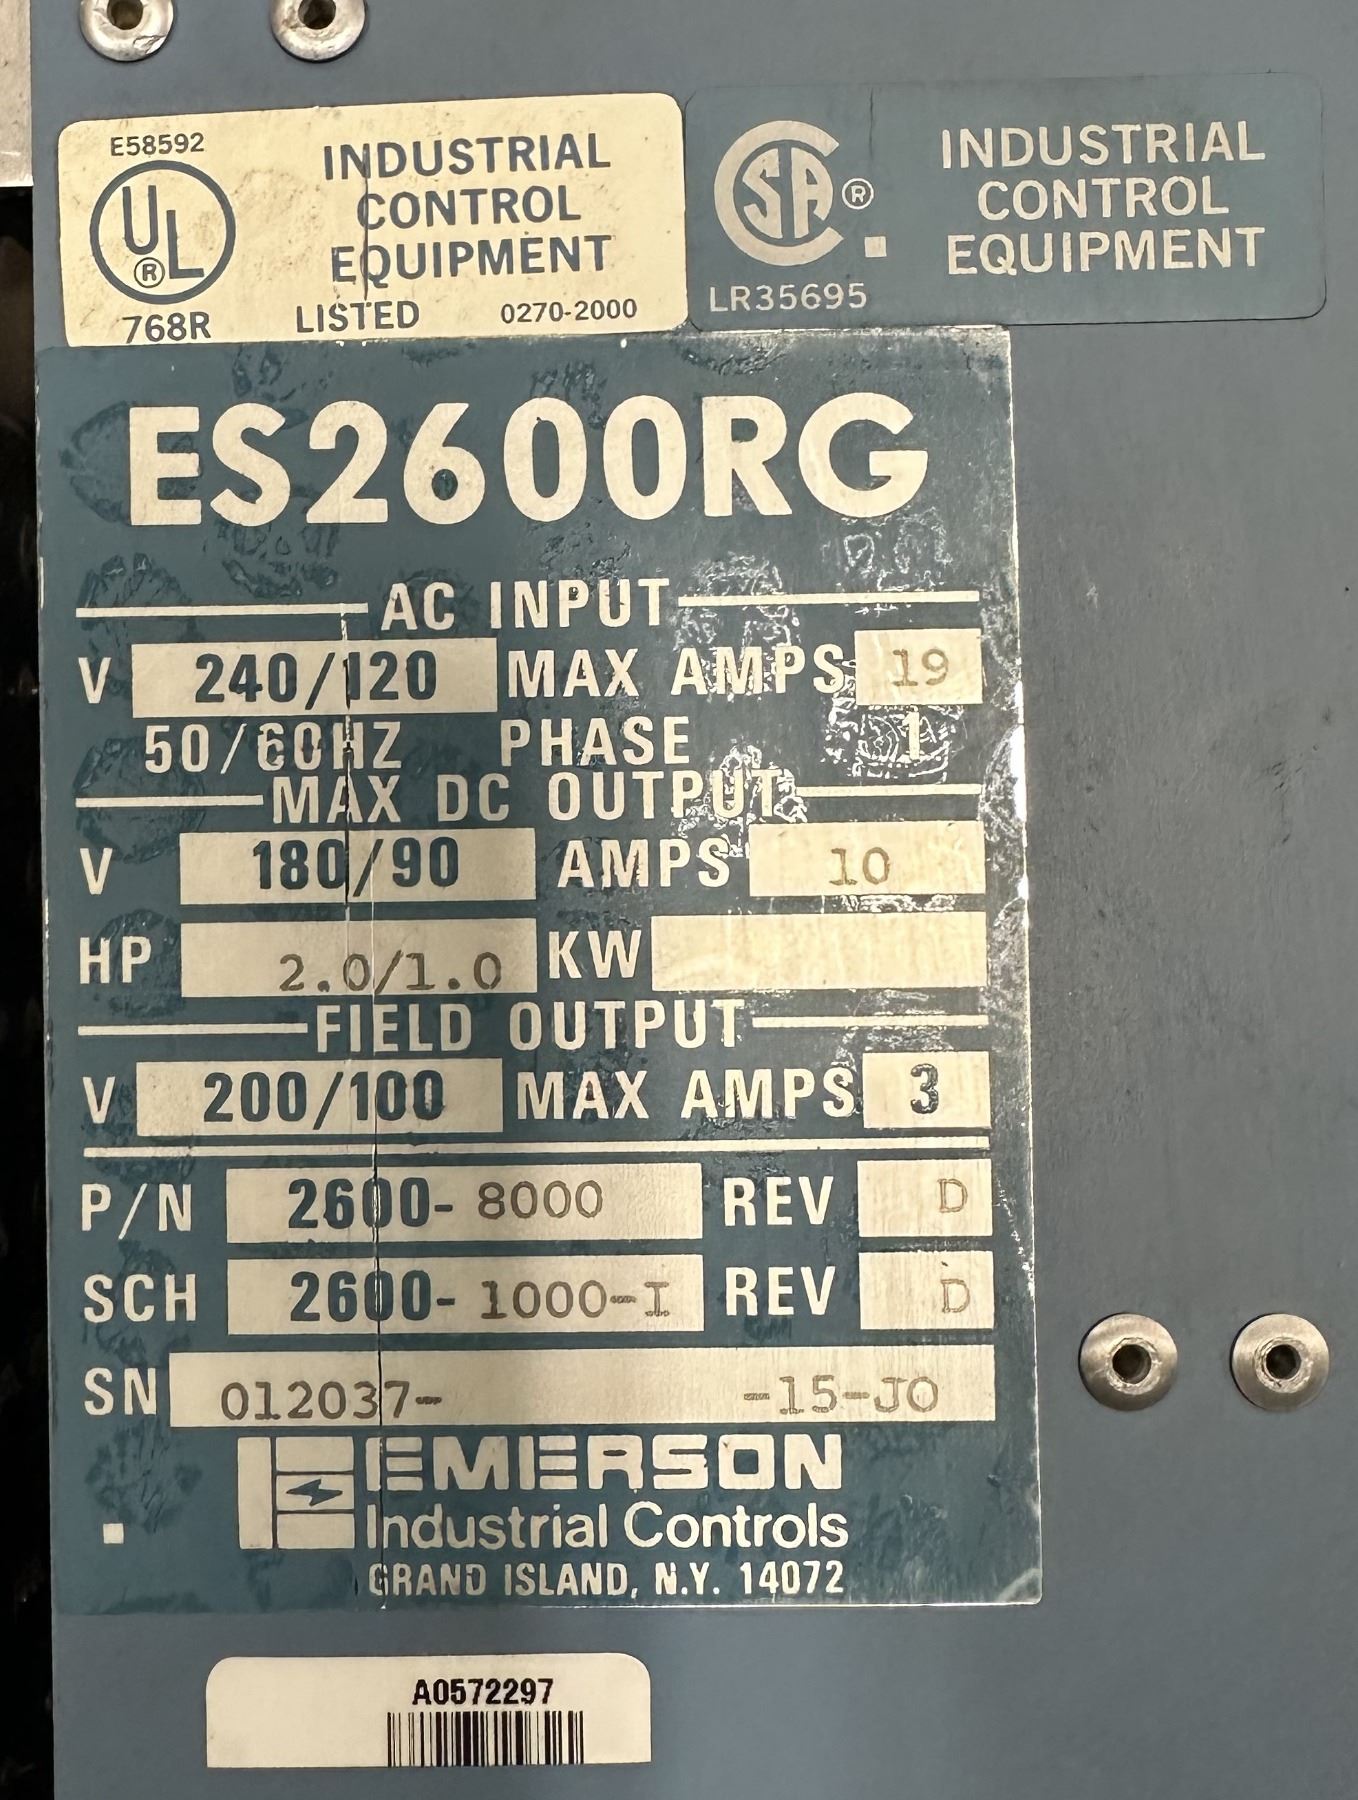 E58592
UL®
768R
INDUSTRIAL
CONTROL
EQUIPMENT
LISTED 0270-2000
SA®
LR35695
INDUSTRIAL
CONTROL
EQUIPMENT
ES2600RG
AC INPUT
V 240/120 MAX AMPS 19
50/60HZ PHASE 1
MAX DC OUTPUT
V 180/90 AMPS 10
HP 2.0/1.0 KW
FIELD OUTPUT
V 200/100 MAX AMPS 3
P/N 2600-8000 REV D
SCH 2600-1000-I REV D
SN 012037- -15-JO
EMERSON
Industrial Controls
GRAND ISLAND, N.Y. 14072
A0572297